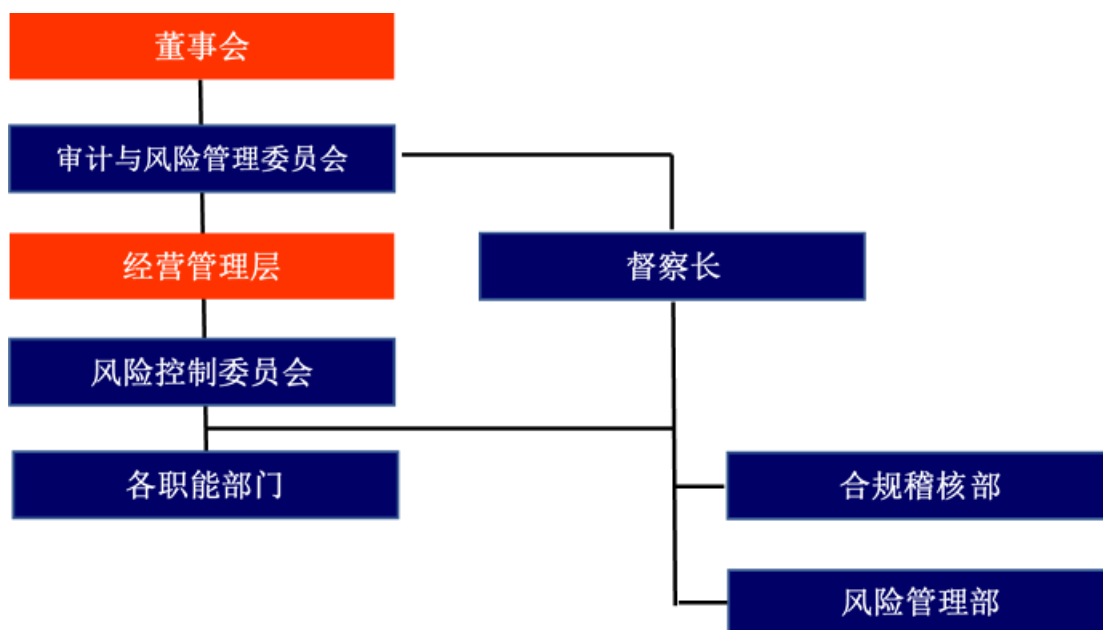 董事会
审计与风险管理委员会
经营管理层
督察长
风险控制委员会
各职能部门
合规稽核部
风险管理部